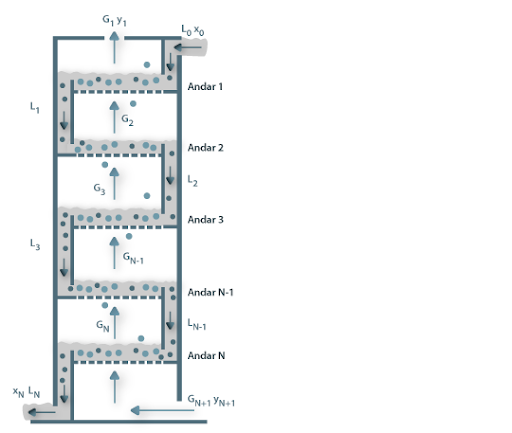 G1 y1
L0 x0
Andar 1
L1
G2
Andar 2
L2
G3
Andar 3
L3
GN-1
Andar N-1
GN
LN-1
Andar N
xN LN
GN+1 yN+1